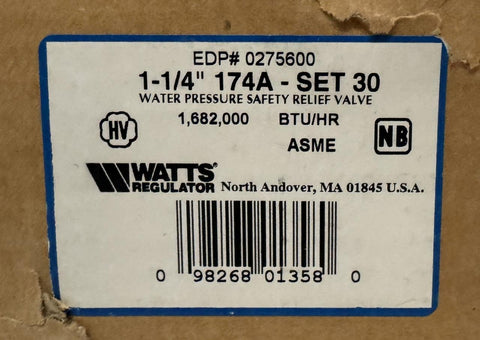 EDP# 0275600
1-1/4" 174A - SET 30
WATER PRESSURE SAFETY RELIEF VALVE
HV 1,682,000 BTU/HR NB
ASME
WATTS
REGULATOR North Andover, MA 01845 U.S.A.
0 98268 01358 0